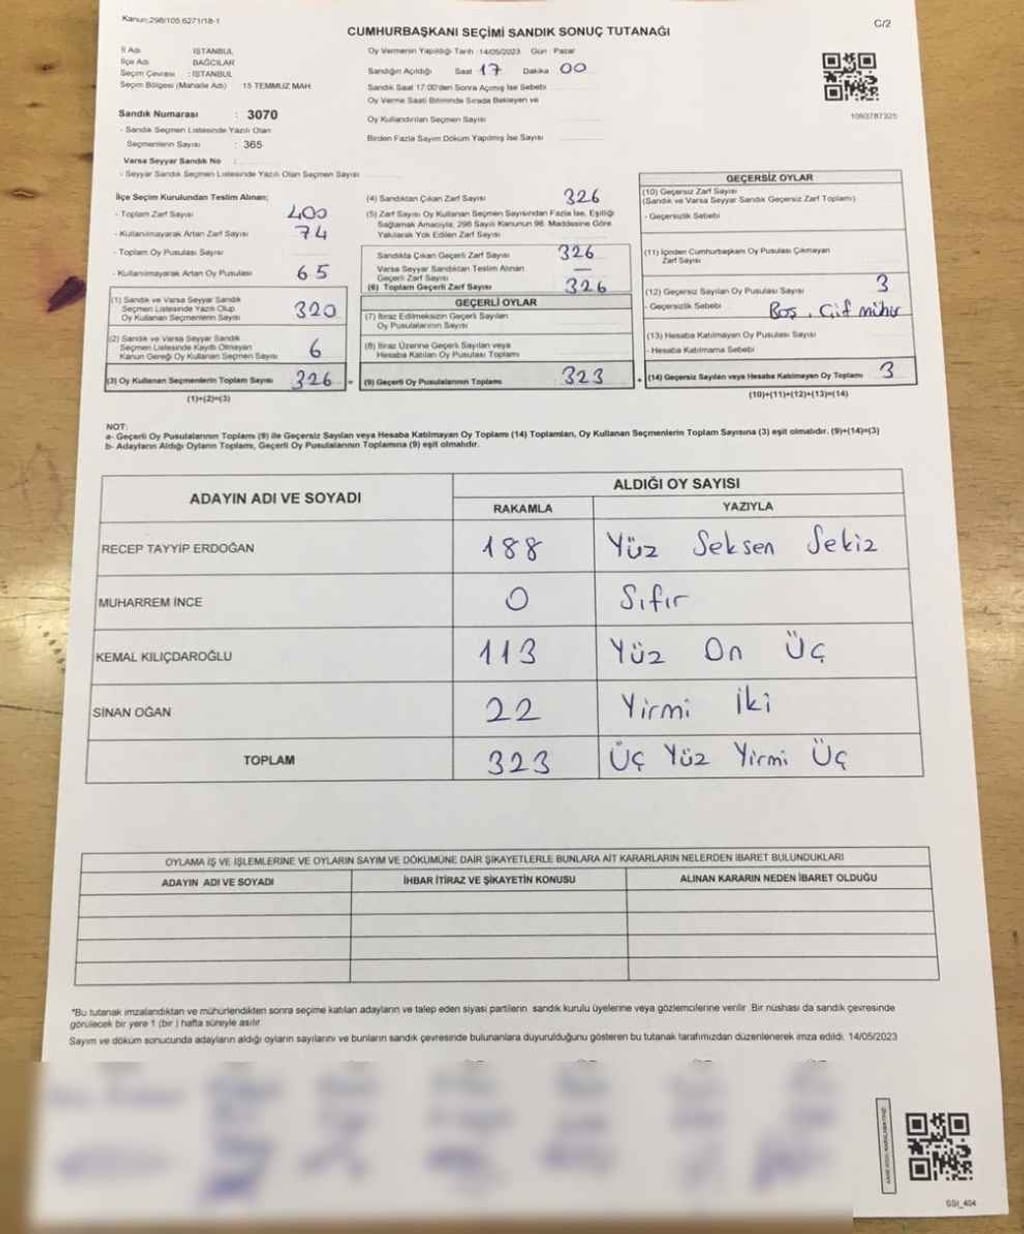 Kanun:298/105 6271/18-1
C/2
CUMHURBAŞKANI SEÇİMİ SANDIK SONUÇ TUTANAĞI
İl Adı : İSTANBUL
İlçe Adı : BAĞCILAR
Seçim Çevresi : İSTANBUL
Seçim Bölgesi (Mahalle Adı) 15 TEMMUZ MAH.
Sandık Numarası : 3070
- Sandık Seçmen Listesinde Yazılı Olan
Seçmenlerin Sayısı : 365
Varsa Seyyar Sandık No :
- Seyyar Sandık Seçmen Listesinde Yazılı Olan Seçmen Sayısı
Oy Vermenin Yapıldığı Tarih :14/05/2023 Gün : Pazar
Sandığın Açıldığı Saat 17 Dakika 00
Sandık Saat 17:00'den Sonra Açılmış İse Sebebi
Oy Verme Saati Bitiminde Sırada Bekleyen ve
Oy Kullandırılan Seçmen Sayısı
Birden Fazla Sayım Döküm Yapılmış İse Sayısı
İlçe Seçim Kurulundan Teslim Alınan;
- Toplam Zarf Sayısı 400
- Kullanılmayarak Artan Zarf Sayısı 74
- Toplam Oy Pusulası Sayısı
- Kullanılmayarak Artan Oy Pusulası 65
(1) Sandık ve Varsa Seyyar Sandık
Seçmen Listesinde Yazılı Olup
Oy Kullanan Seçmenlerin Sayısı 320
(2) Sandık ve Varsa Seyyar Sandık
Seçmen Listesinde Kayıtlı Olmayan
Kanun Gereği Oy Kullanan Seçmen Sayısı 6
(3) Oy Kullanan Seçmenlerin Toplam Sayısı 326 =
(1)+(2)=(3)
(4) Sandıktan Çıkan Zarf Sayısı 326
(5) Zarf Sayısı Oy Kullanan Seçmen Sayısından Fazla İse, Eşitliği
Sağlamak Amacıyla, 298 Sayılı Kanunun 98. Maddesine Göre
Yakılarak Yok Edilen Zarf Sayısı
Sandıkta Çıkan Geçerli Zarf Sayısı 326
Varsa Seyyar Sandıktan Teslim Alınan
Geçerli Zarf Sayısı —
(6) Toplam Geçerli Zarf Sayısı 326
GEÇERLİ OYLAR
(7) İtiraz Edilmeksizin Geçerli Sayılan
Oy Pusulalarının Sayısı
(8) İtiraz Üzerine Geçerli Sayılan veya
Hesaba Katılan Oy Pusulası Toplamı
(9) Geçerli Oy Pusulalarının Toplamı 323 +
GEÇERSİZ OYLAR
(10) Geçersiz Zarf Sayısı
(Sandık ve Varsa Seyyar Sandık Geçersiz Zarf Toplamı)
- Geçersizlik Sebebi
(11) İçinden Cumhurbaşkanı Oy Pusulası Çıkmayan
Zarf Sayısı
(12) Geçersiz Sayılan Oy Pusulası Sayısı 3
- Geçersizlik Sebebi Boş, Çift mühür
(13) Hesaba Katılmayan Oy Pusulası Sayısı
- Hesaba Katılmama Sebebi
(14) Geçersiz Sayılan veya Hesaba Katılmayan Oy Toplamı 3
(10)+(11)+(12)+(13)=(14)
NOT:
a- Geçerli Oy Pusulalarının Toplamı (9) ile Geçersiz Sayılan veya Hesaba Katılmayan Oy Toplamı (14) Toplamları, Oy Kullanan Seçmenlerin Toplam Sayısına (3) eşit olmalıdır. (9)+(14)=(3)
b- Adayların Aldığı Oyların Toplamı, Geçerli Oy Pusulalarının Toplamına (9) eşit olmalıdır.
ADAYIN ADI VE SOYADI ALDIĞI OY SAYISI
RAKAMLA YAZIYLA
RECEP TAYYİP ERDOĞAN 188 Yüz Seksen Sekiz
MUHARREM İNCE 0 Sıfır
KEMAL KILIÇDAROĞLU 113 Yüz On Üç
SİNAN OĞAN 22 Yirmi İki
TOPLAM 323 Üç Yüz Yirmi Üç
OYLAMA İŞ VE İŞLEMLERİNE VE OYLARIN SAYIM VE DÖKÜMÜNE DAİR ŞİKAYETLERLE BUNLARA AİT KARARLARIN NELERDEN İBARET BULUNDUKLARI
ADAYIN ADI VE SOYADI İHBAR İTİRAZ VE ŞİKAYETİN KONUSU ALINAN KARARIN NEDEN İBARET OLDUĞU
*Bu tutanak imzalandıktan ve mühürlendikten sonra seçime katılan adayların ve talep eden siyasi partilerin sandık kurulu üyelerine veya gözlemcilerine verilir. Bir nüshası da sandık çevresinde
görülecek bir yere 1 (bir ) hafta süreyle asılır.
Sayım ve döküm sonucunda adayların aldığı oyların sayılarını ve bunların sandık çevresinde bulunanlara duyurulduğunu gösteren bu tutanak tarafımızdan düzenlenerek imza edildi. 14/05/2023